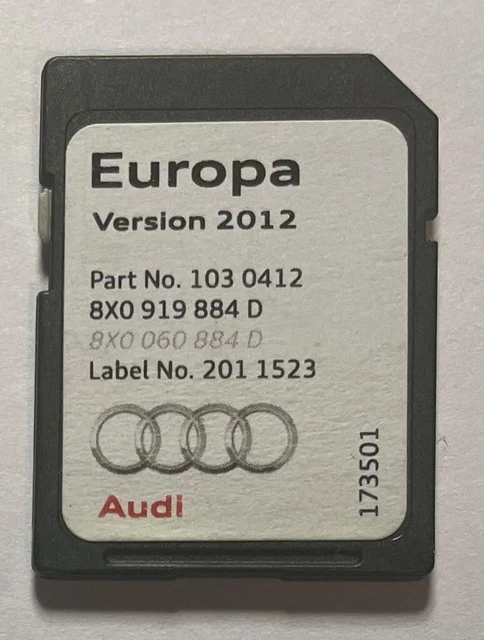 Europa
Version 2012
Part No. 103 0412
8X0 919 884 D
8X0 060 884 D
Label No. 201 1523
Audi
173501